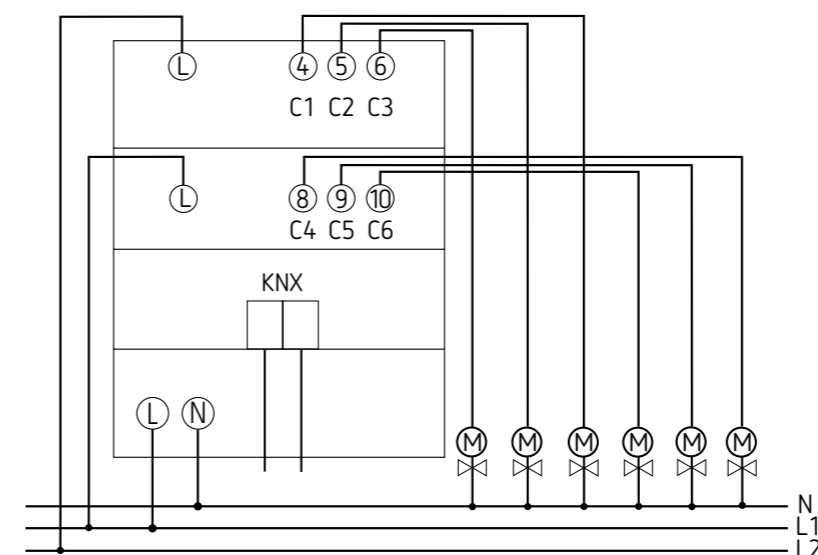 L 4 5 6
C1 C2 C3
L 8 9 10
C4 C5 C6
KNX
L N
M M M M M M
N
L1
L2